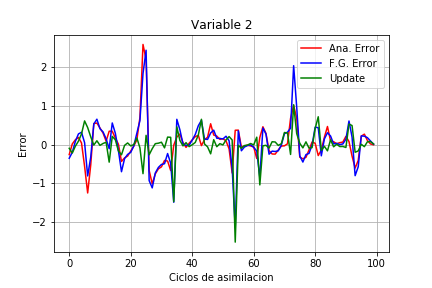 Variable 2
Ana. Error
F.G. Error
Update
Error
2
1
0
−1
−2
0 20 40 60 80 100
Ciclos de asimilacion